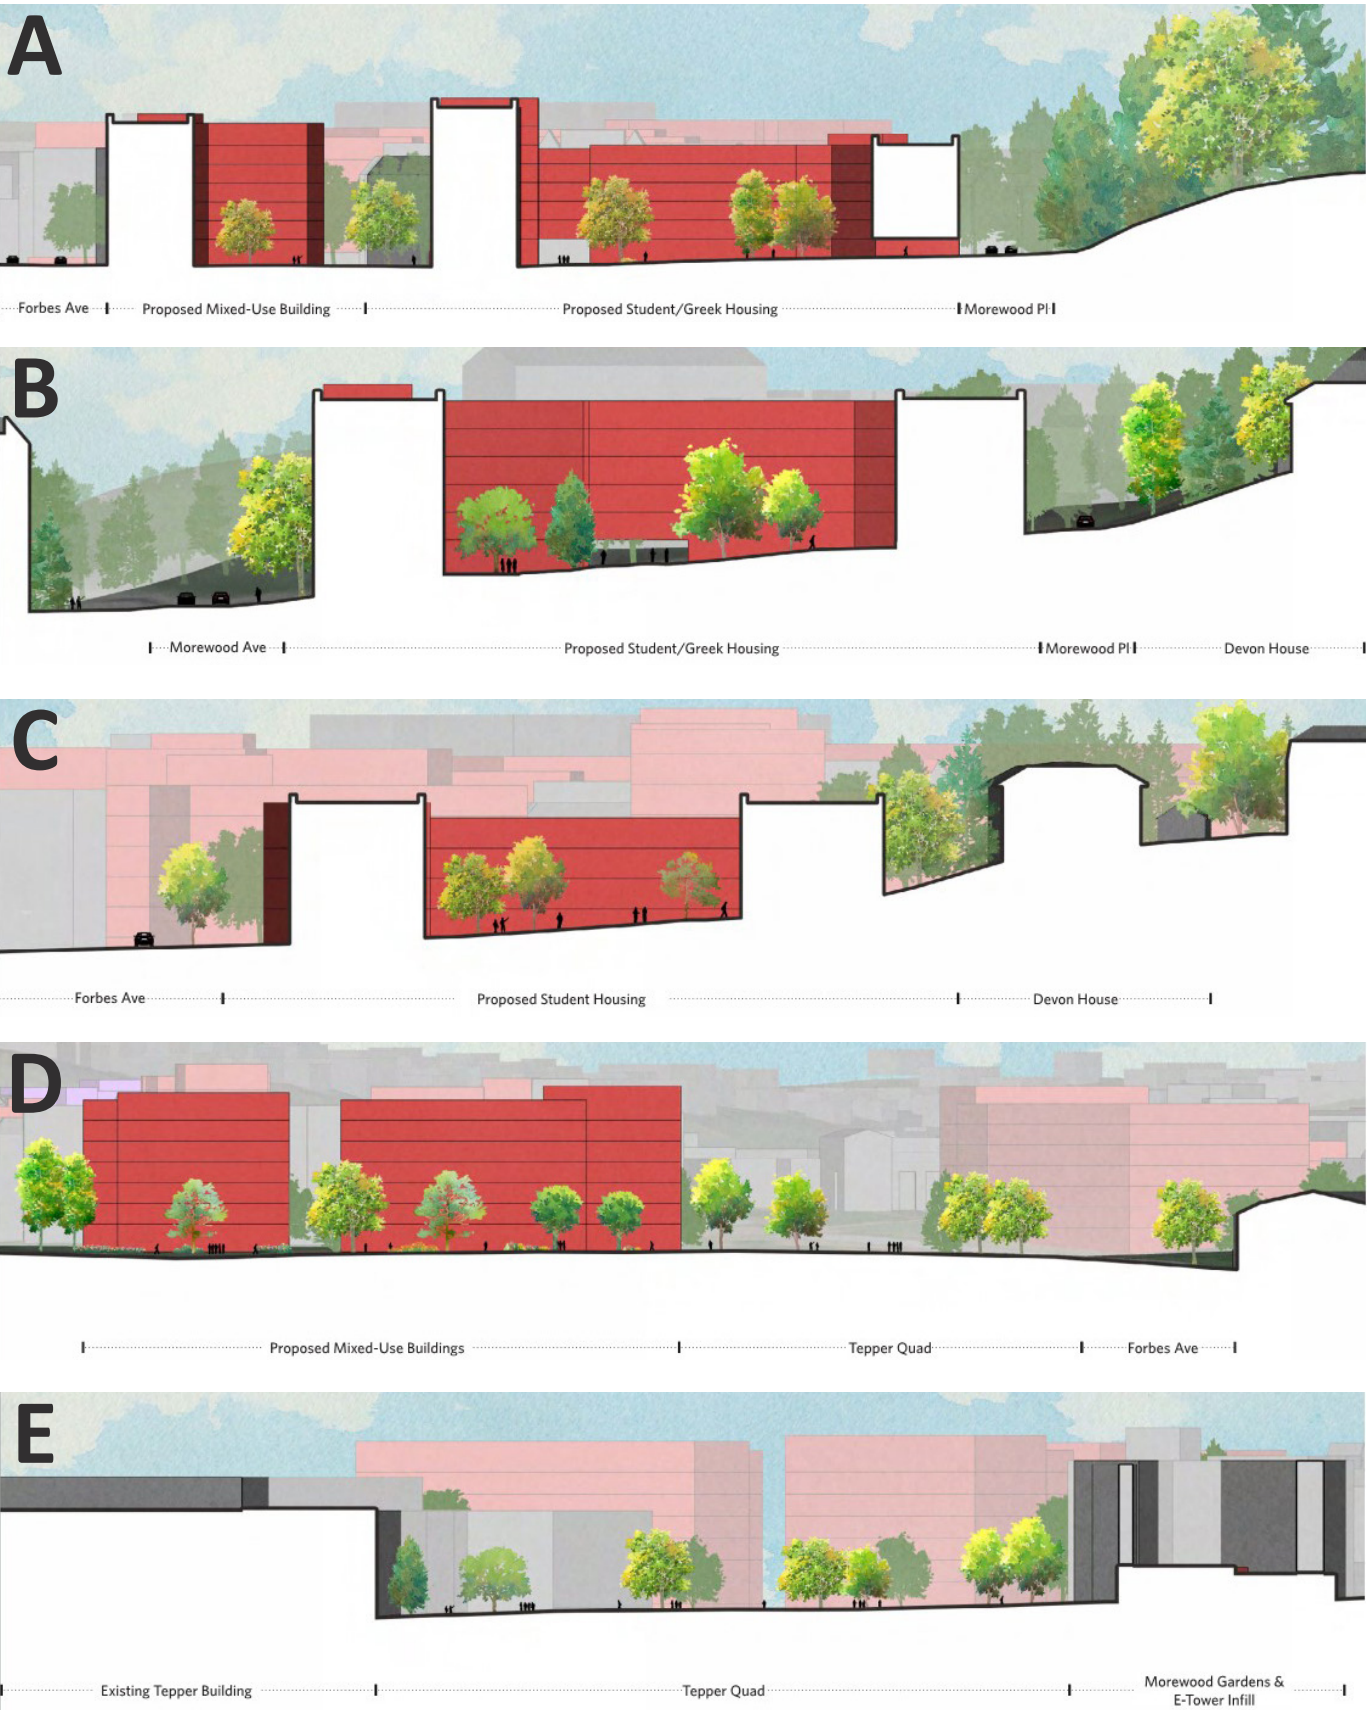 A
Forbes Ave
Proposed Mixed-Use Building
Proposed Student/Greek Housing
Morewood Pl
B
Morewood Ave
Proposed Student/Greek Housing
Morewood Pl
Devon House
C
Forbes Ave
Proposed Student Housing
Devon House
D
Proposed Mixed-Use Buildings
Tepper Quad
Forbes Ave
E
Existing Tepper Building
Tepper Quad
Morewood Gardens &
E-Tower Infill